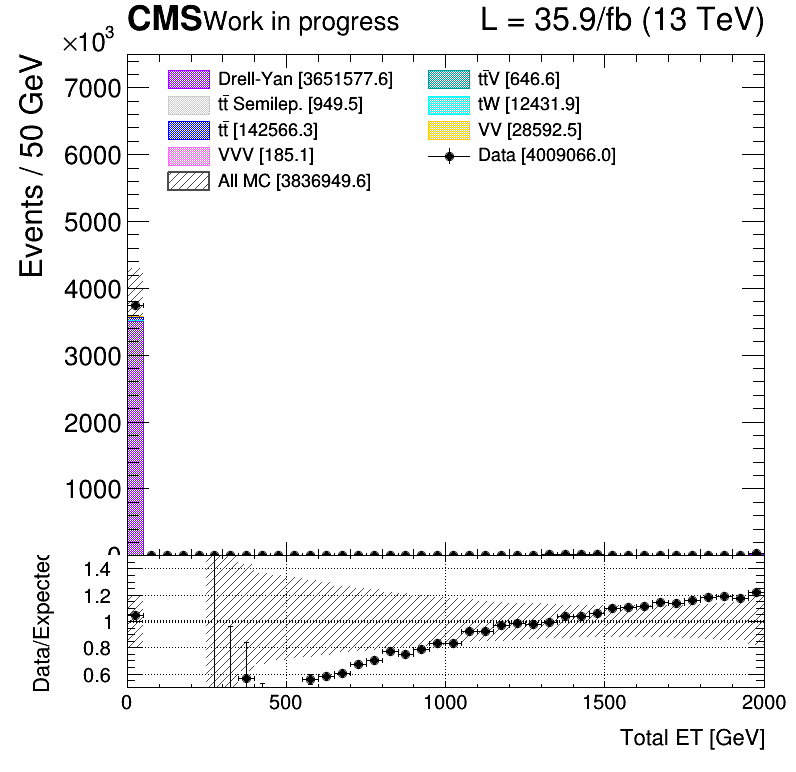 CMS Work in progress L = 35.9/fb (13 TeV)
×10³
Events / 50 GeV
7000
6000
5000
4000
3000
2000
1000
0
Drell-Yan [3651577.6]
tt̄ Semilep. [949.5]
tt̄ [142566.3]
VVV [185.1]
All MC [3836949.6]
tt̄V [646.6]
tW [12431.9]
VV [28592.5]
Data [4009066.0]
Data/Expected
1.4
1.2
1
0.8
0.6
0 500 1000 1500 2000
Total ET [GeV]